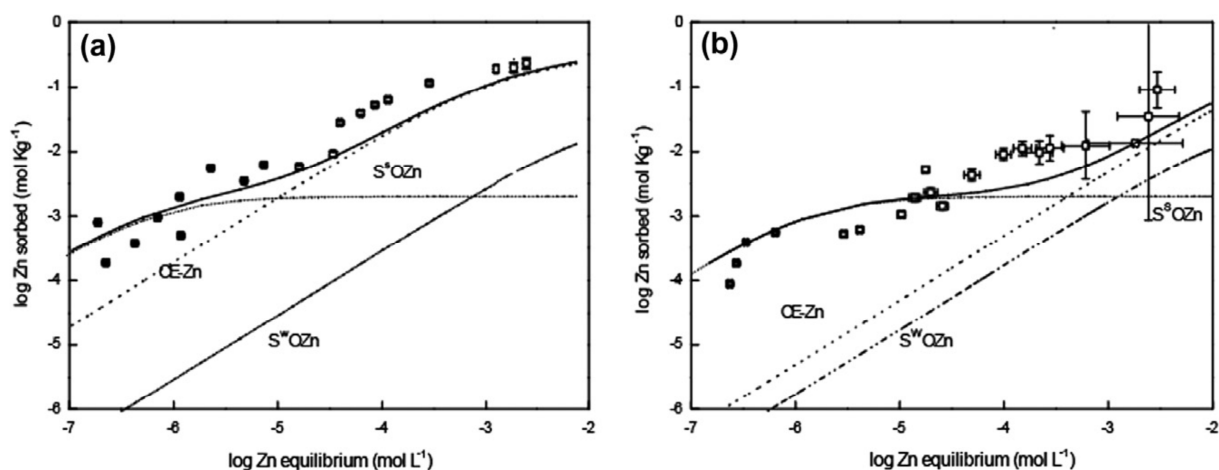 (a)
0
-1
-2
-3
-4
-5
-6
log Zn sorbed (mol Kg-1)
SsOZn
CE-Zn
SwOZn
-7 -6 -5 -4 -3 -2 -1
log Zn equilibrium (mol L-1)
(b)
0
-1
-2
-3
-4
-5
-6
log Zn sorbed (mol Kg-1)
SsOZn
CE-Zn
SWOZn
-7 -6 -5 -4 -3 -2
log Zn equilibrium (mol L-1)